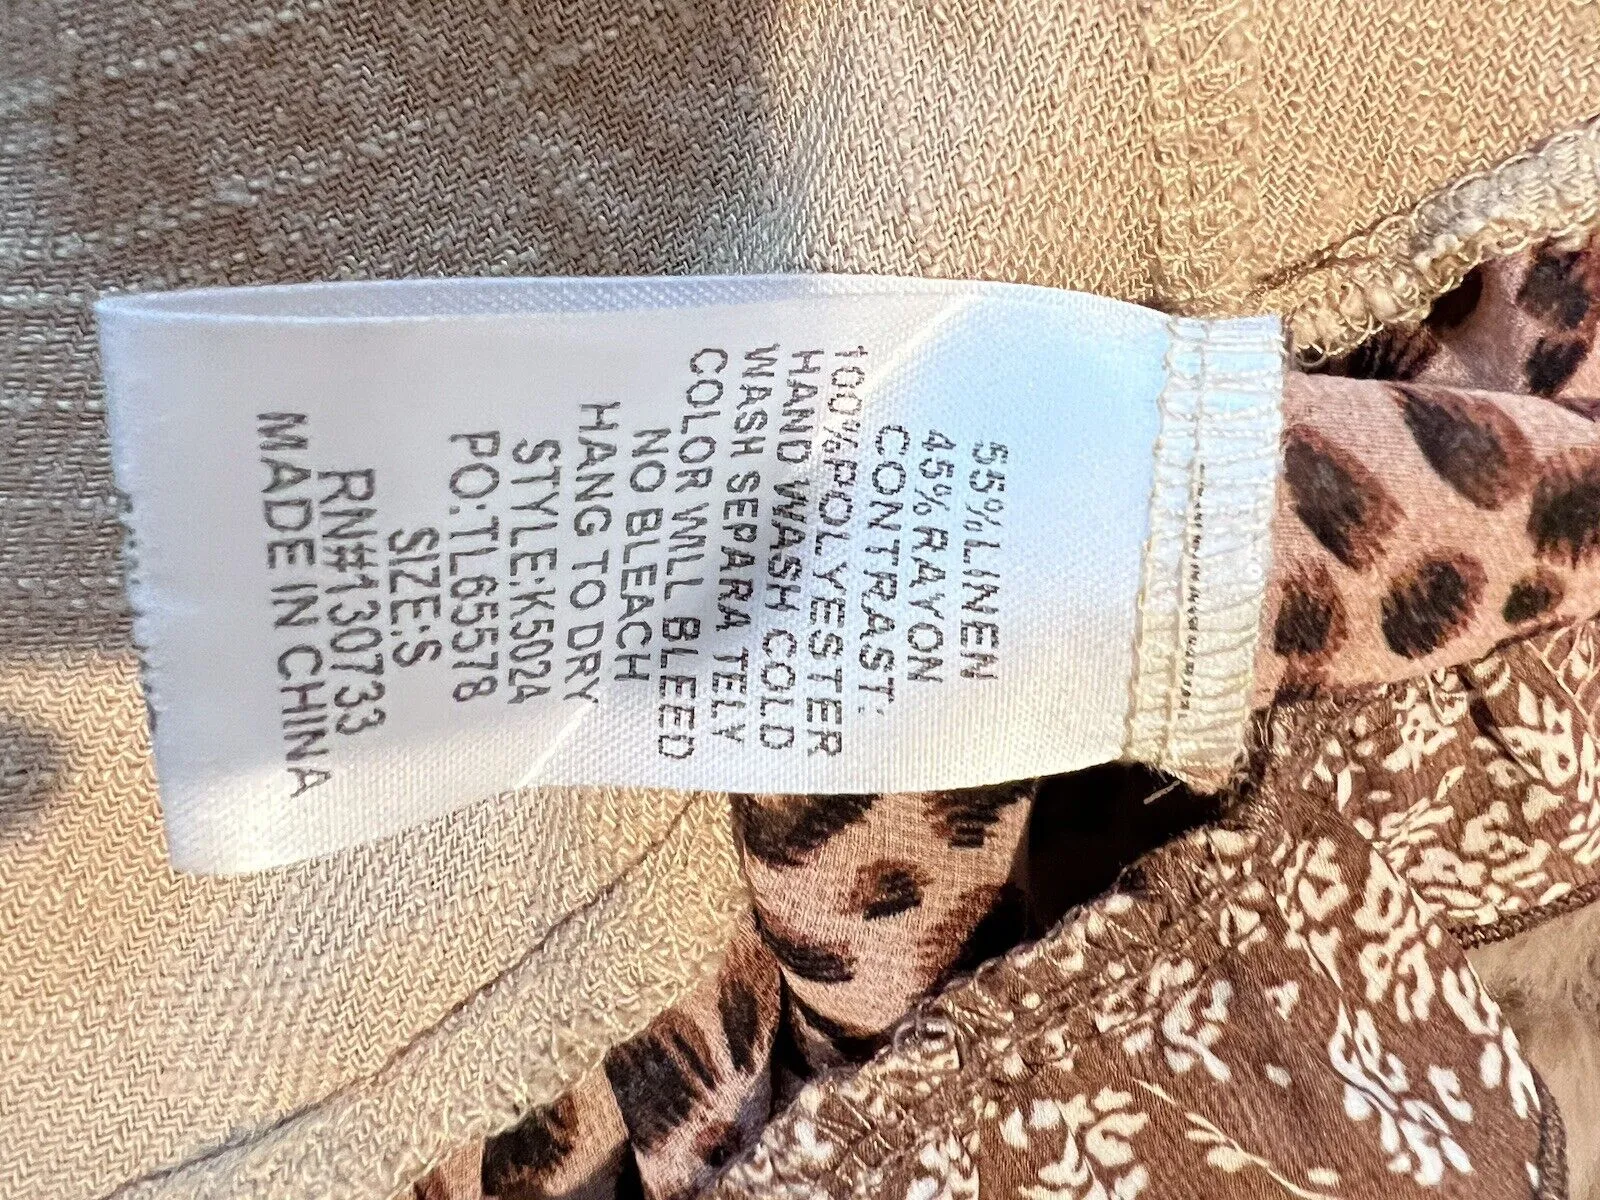 55%LINEN
45%RAYON
CONTRAST:
100%POLYESTER
HAND WASH COLD
WASH SEPARA TELY
COLOR WILL BLEED
NO BLEACH
HANG TO DRY
STYLE:K5024
PO:TL65578
SIZE:S
RN#130733
MADE IN CHINA